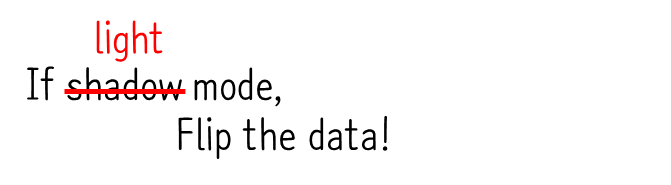 light
If shadow mode,
Flip the data!